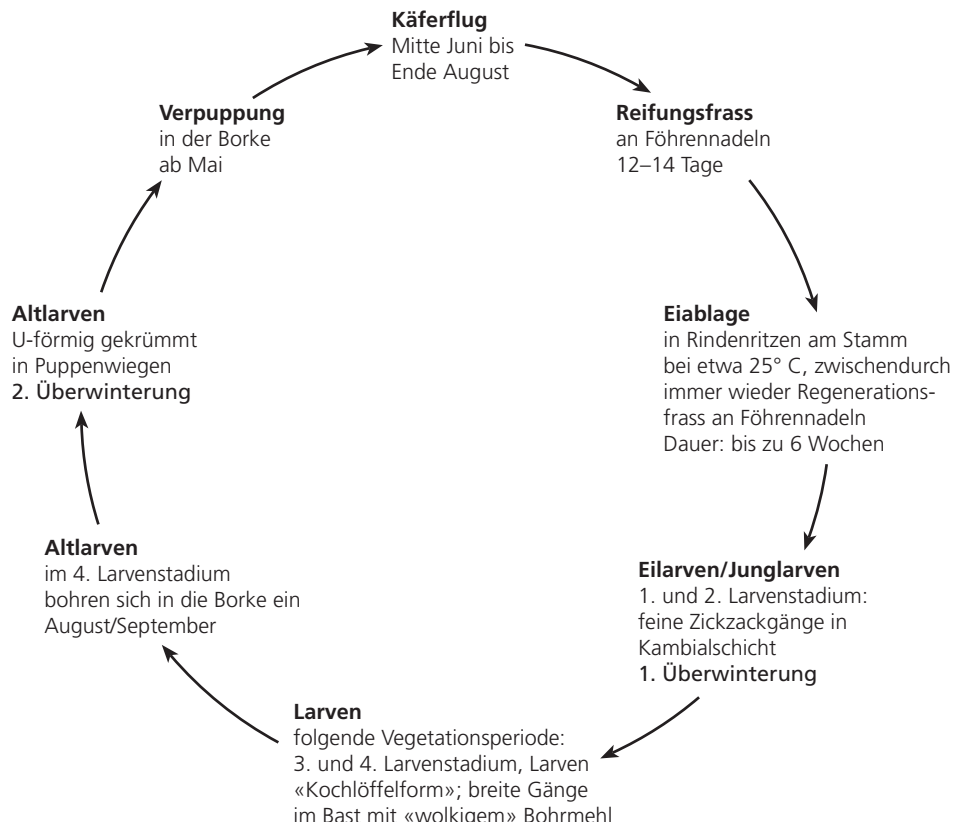 Käferflug
Mitte Juni bis
Ende August
Reifungsfrass
an Föhrennadeln
12–14 Tage
Eiablage
in Rindenritzen am Stamm
bei etwa 25° C, zwischendurch
immer wieder Regenerations-
frass an Föhrennadeln
Dauer: bis zu 6 Wochen
Eilarven/Junglarven
1. und 2. Larvenstadium:
feine Zickzackgänge in
Kambialschicht
1. Überwinterung
Larven
folgende Vegetationsperiode:
3. und 4. Larvenstadium, Larven
«Kochlöffelform»; breite Gänge
im Bast mit «wolkigem» Bohrmehl
Altlarven
im 4. Larvenstadium
bohren sich in die Borke ein
August/September
Altlarven
U-förmig gekrümmt
in Puppenwiegen
2. Überwinterung
Verpuppung
in der Borke
ab Mai